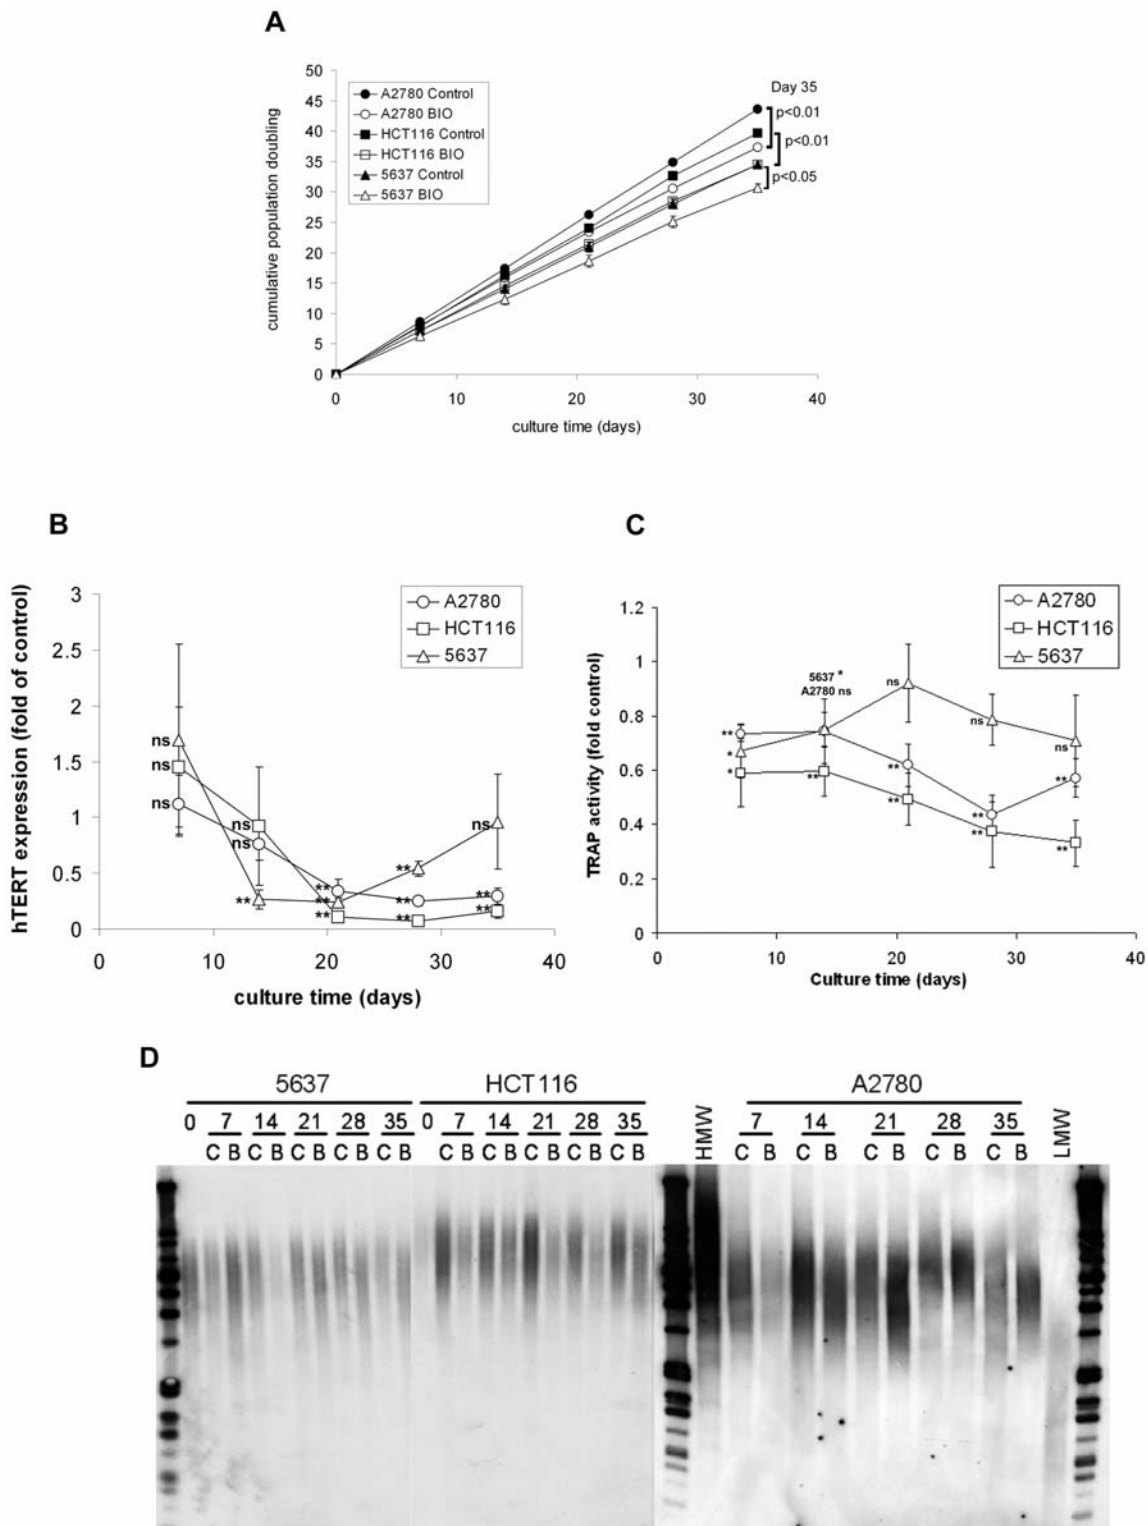 A
50
45
40
35
30
25
20
15
10
5
0
cumulative population doubling
A2780 Control
A2780 BIO
HCT116 Control
HCT116 BIO
5637 Control
5637 BIO
Day 35
p<0.01
p<0.01
p<0.05
0 10 20 30 40
culture time (days)
B
3
2.5
2
1.5
1
0.5
0
hTERT expression (fold of control)
A2780
HCT116
5637
ns
ns
ns
ns
ns
**
**
**
**
**
**
**
ns
**
**
0 10 20 30 40
culture time (days)
C
1.2
1
0.8
0.6
0.4
0.2
0
TRAP activity (fold control)
A2780
HCT116
5637
**
*
*
5637 *
A2780 ns
**
ns
**
**
ns
**
**
ns
**
**
0 10 20 30 40
Culture time (days)
D
5637 HCT116 A2780
0 7 14 21 28 35 0 7 14 21 28 35 HMW 7 14 21 28 35 LMW
C B C B C B C B C B C B C B C B C B C B C B C B C B C B C B